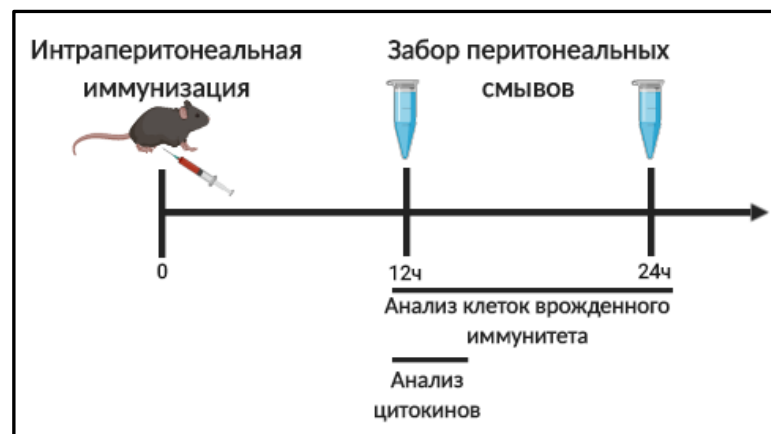 Интраперитонеальная
иммунизация
Забор перитонеальных
смывов
0
12ч
24ч
Анализ клеток врожденного
иммунитета
Анализ
цитокинов